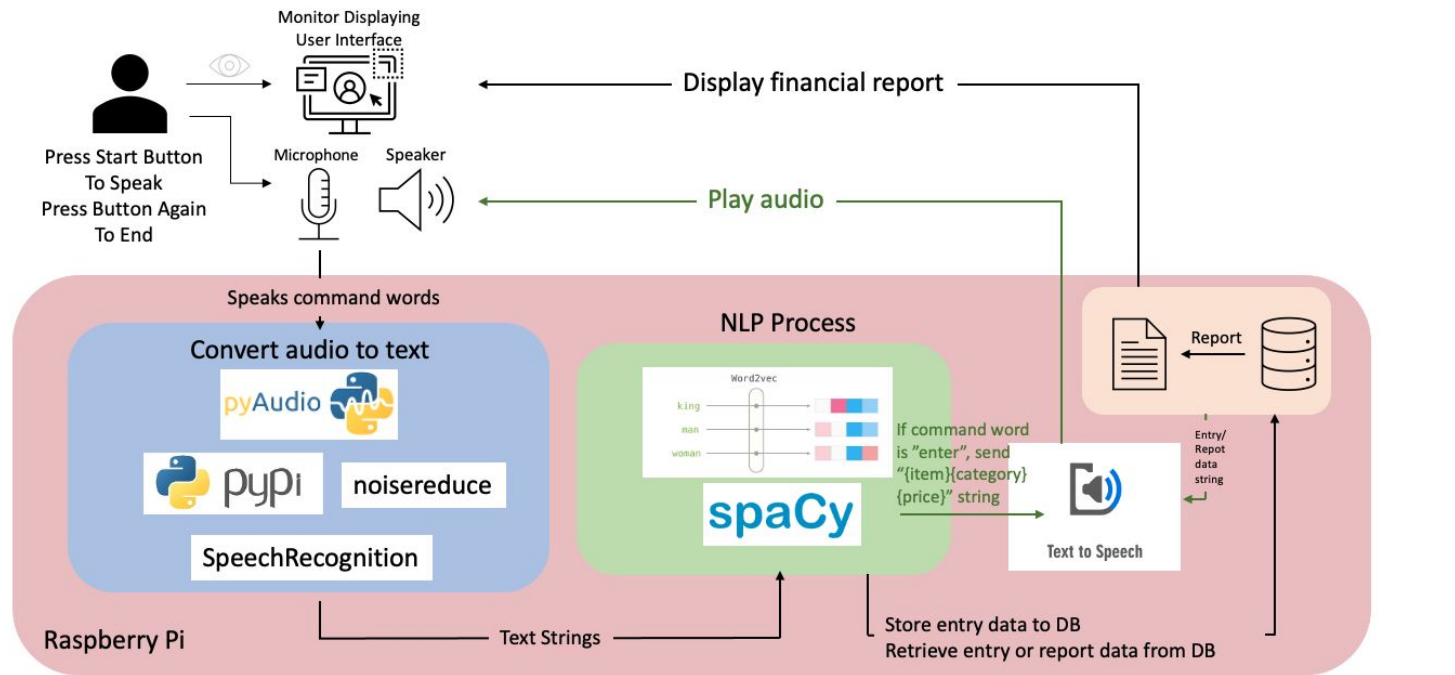 Monitor Displaying
User Interface
Display financial report
Press Start Button
To Speak
Press Button Again
To End
Microphone
Speaker
Play audio
Speaks command words
Convert audio to text
pyAudio
pypi
noisereduce
SpeechRecognition
NLP Process
Word2vec
king
man
woman
spaCy
If command word
is ”enter”, send
“{item}{category}
{price}” string
Report
Entry/
Repot
data
string
Text to Speech
Raspberry Pi
Text Strings
Store entry data to DB
Retrieve entry or report data from DB